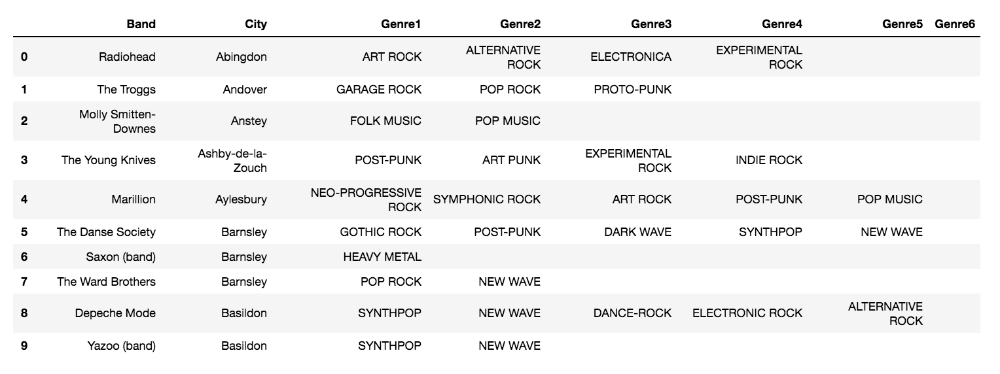 Band City Genre1 Genre2 Genre3 Genre4 Genre5 Genre6
0 Radiohead Abingdon ART ROCK ALTERNATIVE ROCK ELECTRONICA EXPERIMENTAL ROCK
1 The Troggs Andover GARAGE ROCK POP ROCK PROTO-PUNK
2 Molly Smitten-Downes Anstey FOLK MUSIC POP MUSIC
3 The Young Knives Ashby-de-la-Zouch POST-PUNK ART PUNK EXPERIMENTAL ROCK INDIE ROCK
4 Marillion Aylesbury NEO-PROGRESSIVE ROCK SYMPHONIC ROCK ART ROCK POST-PUNK POP MUSIC
5 The Danse Society Barnsley GOTHIC ROCK POST-PUNK DARK WAVE SYNTHPOP NEW WAVE
6 Saxon (band) Barnsley HEAVY METAL
7 The Ward Brothers Barnsley POP ROCK NEW WAVE
8 Depeche Mode Basildon SYNTHPOP NEW WAVE DANCE-ROCK ELECTRONIC ROCK ALTERNATIVE ROCK
9 Yazoo (band) Basildon SYNTHPOP NEW WAVE